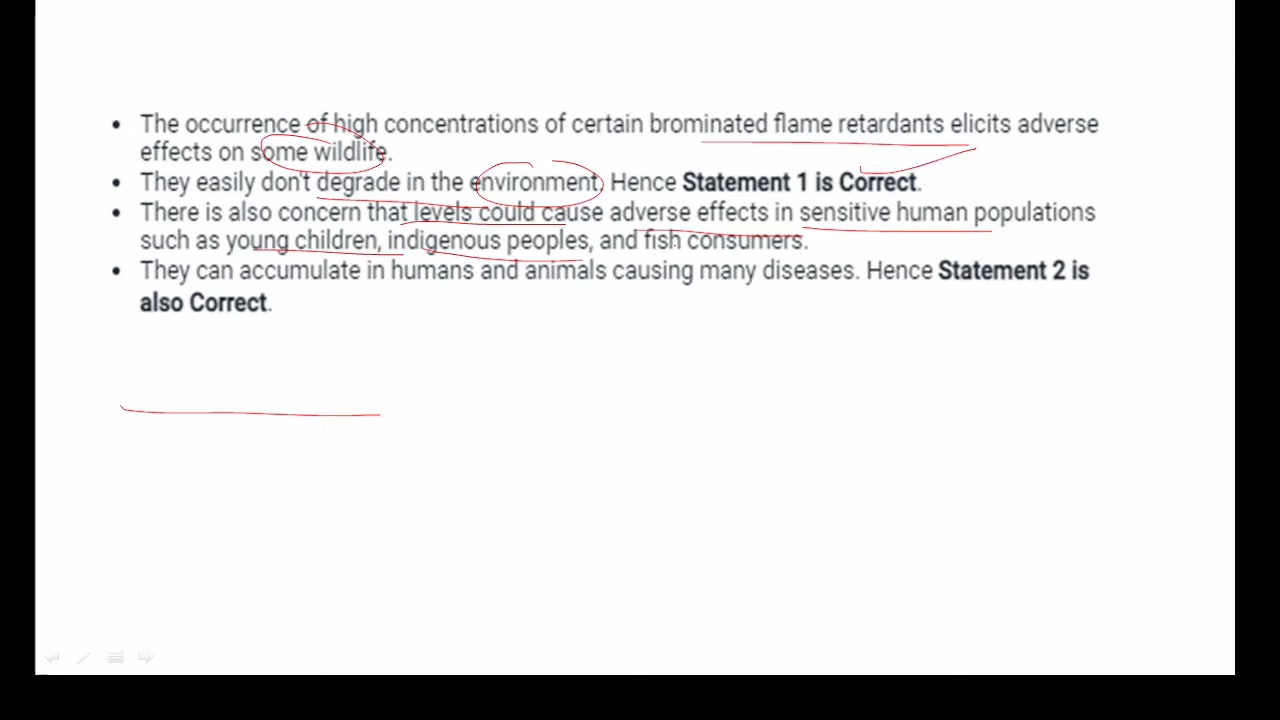 • The occurrence of high concentrations of certain brominated flame retardants elicits adverse
effects on some wildlife.
• They easily don't degrade in the environment. Hence Statement 1 is Correct.
• There is also concern that levels could cause adverse effects in sensitive human populations
such as young children, indigenous peoples, and fish consumers.
• They can accumulate in humans and animals causing many diseases. Hence Statement 2 is
also Correct.